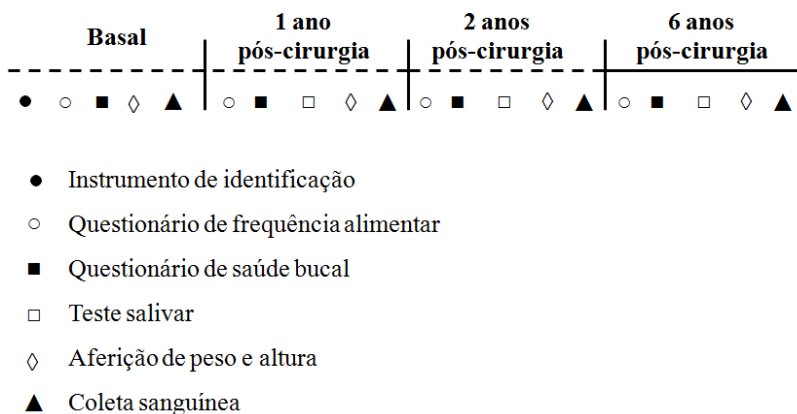 Basal
1 ano
pós-cirurgia
2 anos
pós-cirurgia
6 anos
pós-cirurgia
Instrumento de identificação
Questionário de frequência alimentar
Questionário de saúde bucal
Teste salivar
Aferição de peso e altura
Coleta sanguínea